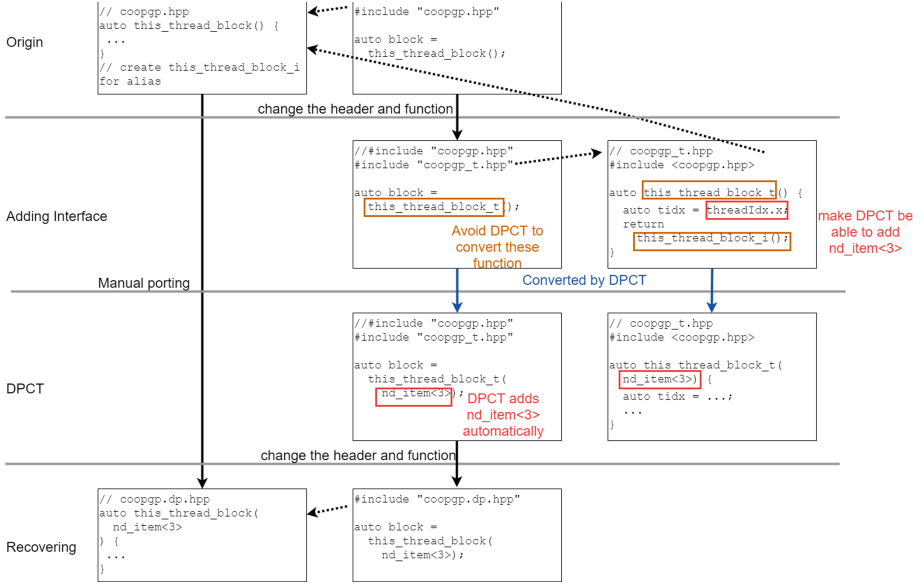 // coopgp.hpp
auto this_thread_block() {
...
}
// create this_thread_block_i
for alias
#include "coopgp.hpp"
auto block =
this_thread_block();
Origin
change the header and function
//#include "coopgp.hpp"
#include "coopgp_t.hpp"
auto block =
this_thread_block_t();
Avoid DPCT to
convert these
function
// coopgp_t.hpp
#include <coopgp.hpp>
auto this_thread_block_t() {
auto tidx = threadIdx.x;
return
this_thread_block_i();
}
make DPCT be
able to add
nd_item<3>
Adding Interface
Manual porting
Converted by DPCT
//#include "coopgp.hpp"
#include "coopgp_t.hpp"
auto block =
this_thread_block_t(
nd_item<3>);
DPCT adds
nd_item<3>
automatically
// coopgp_t.hpp
#include <coopgp.hpp>
auto this_thread_block_t(
nd_item<3>) {
auto tidx = ...;
...
}
DPCT
change the header and function
// coopgp.dp.hpp
auto this_thread_block(
nd_item<3>
) {
...
}
#include "coopgp.dp.hpp"
auto block =
this_thread_block(
nd_item<3>);
Recovering